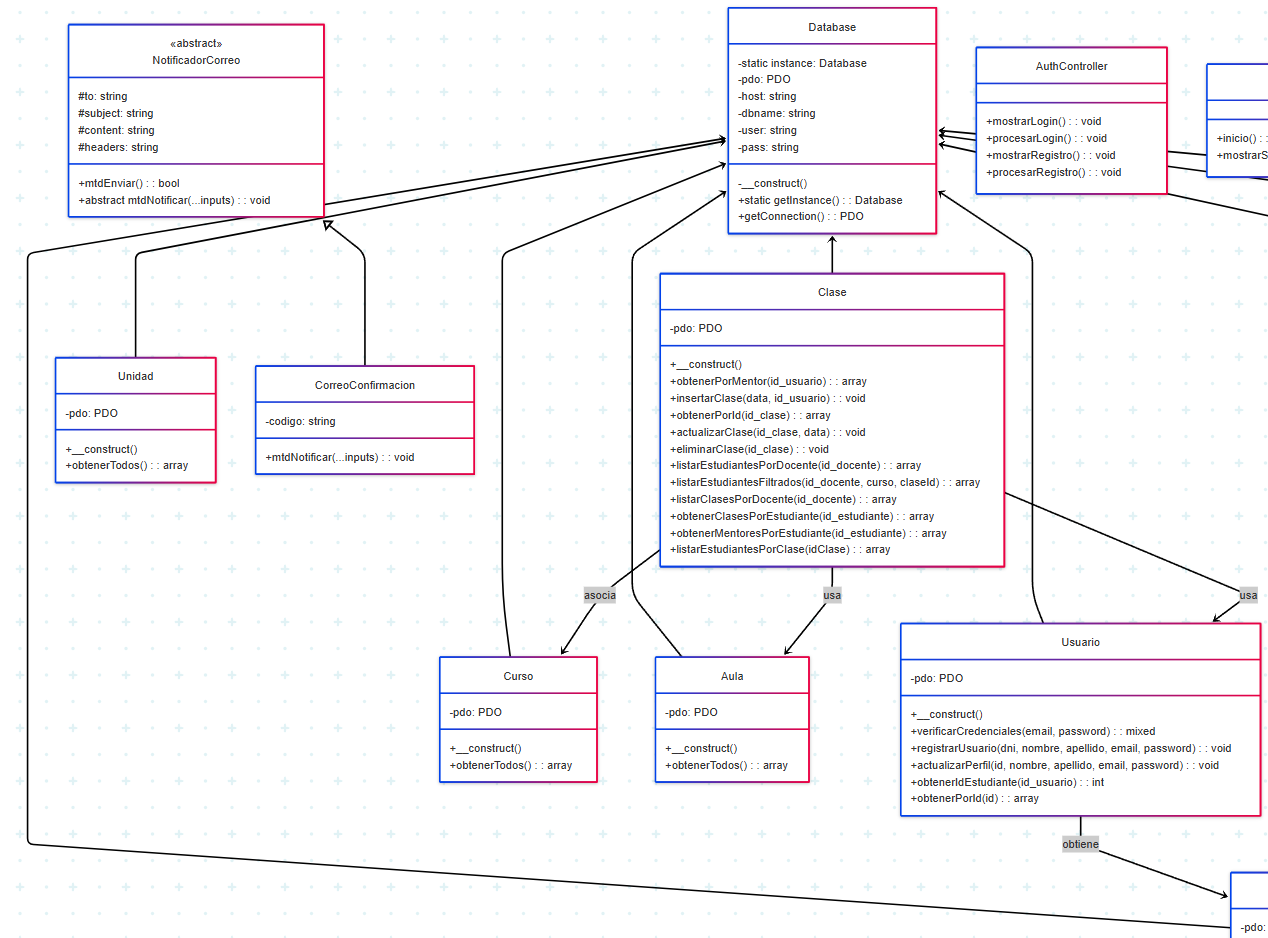 «abstract»
NotificadorCorreo
#to: string
#subject: string
#content: string
#headers: string
+mtdEnviar() : : bool
+abstract mtdNotificar(...inputs) : : void
Database
-static instance: Database
-pdo: PDO
-host: string
-dbname: string
-user: string
-pass: string
-__construct()
+static getInstance() : : Database
+getConnection() : : PDO
AuthController
+mostrarLogin() : : void
+procesarLogin() : : void
+mostrarRegistro() : : void
+procesarRegistro() : : void
+inicio() : :
+mostrarS
Clase
-pdo: PDO
+__construct()
+obtenerPorMentor(id_usuario) : : array
+insertarClase(data, id_usuario) : : void
+obtenerPorId(id_clase) : : array
+actualizarClase(id_clase, data) : : void
+eliminarClase(id_clase) : : void
+listarEstudiantesPorDocente(id_docente) : : array
+listarEstudiantesFiltrados(id_docente, curso, claseId) : : array
+listarClasesPorDocente(id_docente) : : array
+obtenerClasesPorEstudiante(id_estudiante) : : array
+obtenerMentoresPorEstudiante(id_estudiante) : : array
+listarEstudiantesPorClase(idClase) : : array
Unidad
-pdo: PDO
+__construct()
+obtenerTodos() : : array
CorreoConfirmacion
-codigo: string
+mtdNotificar(...inputs) : : void
asocia
usa
usa
Curso
-pdo: PDO
+__construct()
+obtenerTodos() : : array
Aula
-pdo: PDO
+__construct()
+obtenerTodos() : : array
Usuario
-pdo: PDO
+__construct()
+verificarCredenciales(email, password) : : mixed
+registrarUsuario(dni, nombre, apellido, email, password) : : void
+actualizarPerfil(id, nombre, apellido, email, password) : : void
+obtenerIdEstudiante(id_usuario) : : int
+obtenerPorId(id) : : array
obtiene
-pdo: